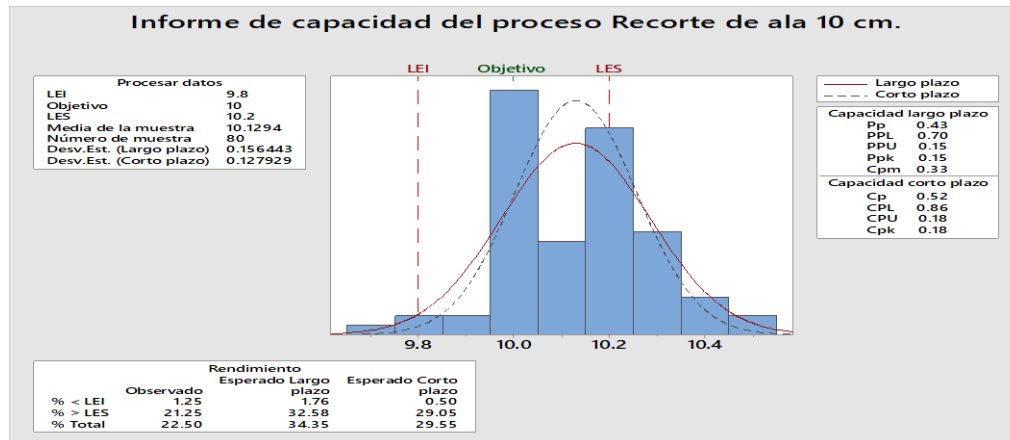 Informe de capacidad del proceso Recorte de ala 10 cm.
LEI Objetivo LES
Procesar datos
LEI 9.8
Objetivo 10
LES 10.2
Media de la muestra 10.1294
Número de muestra 80
Desv.Est. (Largo plazo) 0.156443
Desv.Est. (Corto plazo) 0.127929
Largo plazo
Corto plazo
Capacidad largo plazo
Pp 0.43
PPL 0.70
PPU 0.15
Ppk 0.15
Cpm 0.33
Capacidad corto plazo
Cp 0.52
CPL 0.86
CPU 0.18
Cpk 0.18
9.8 10.0 10.2 10.4
Rendimiento
Esperado Largo Esperado Corto
Observado plazo plazo
% < LEI 1.25 1.76 0.50
% > LES 21.25 32.58 29.05
% Total 22.50 34.35 29.55